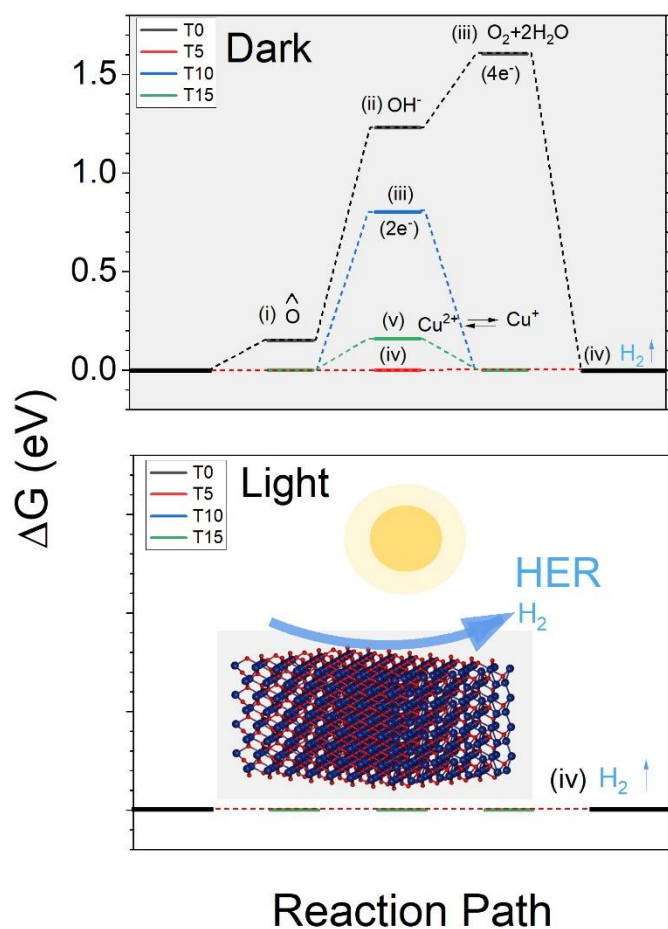 T0
T5
T10
T15
Dark
(iii) O₂+2H₂O
(4e⁻)
(ii) OH⁻
(iii)
(2e⁻)
(i) O
^
(v) Cu²⁺ ⇌ Cu⁺
(iv)
(iv) H₂ ↑
1.5
1.0
0.5
0.0
ΔG (eV)
T0
T5
T10
T15
Light
HER
H₂
(iv) H₂ ↑
Reaction Path